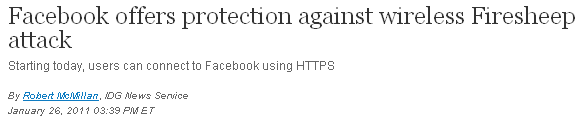 Facebook offers protection against wireless Firesheep
attack
Starting today, users can connect to Facebook using HTTPS
By Robert McMillan, IDG News Service
January 26, 2011 03:39 PM ET